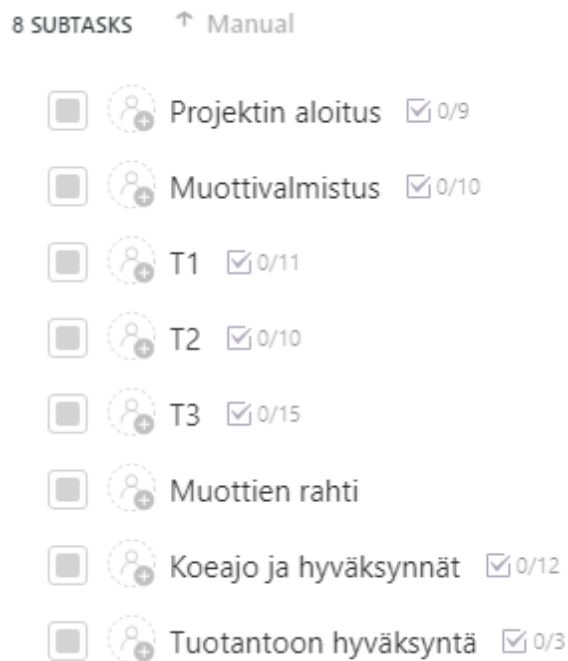 8 SUBTASKS ↑ Manual
Projektin aloitus 0/9
Muottivalmistus 0/10
T1 0/11
T2 0/10
T3 0/15
Muottien rahti
Koeajo ja hyväksynnät 0/12
Tuotantoon hyväksyntä 0/3